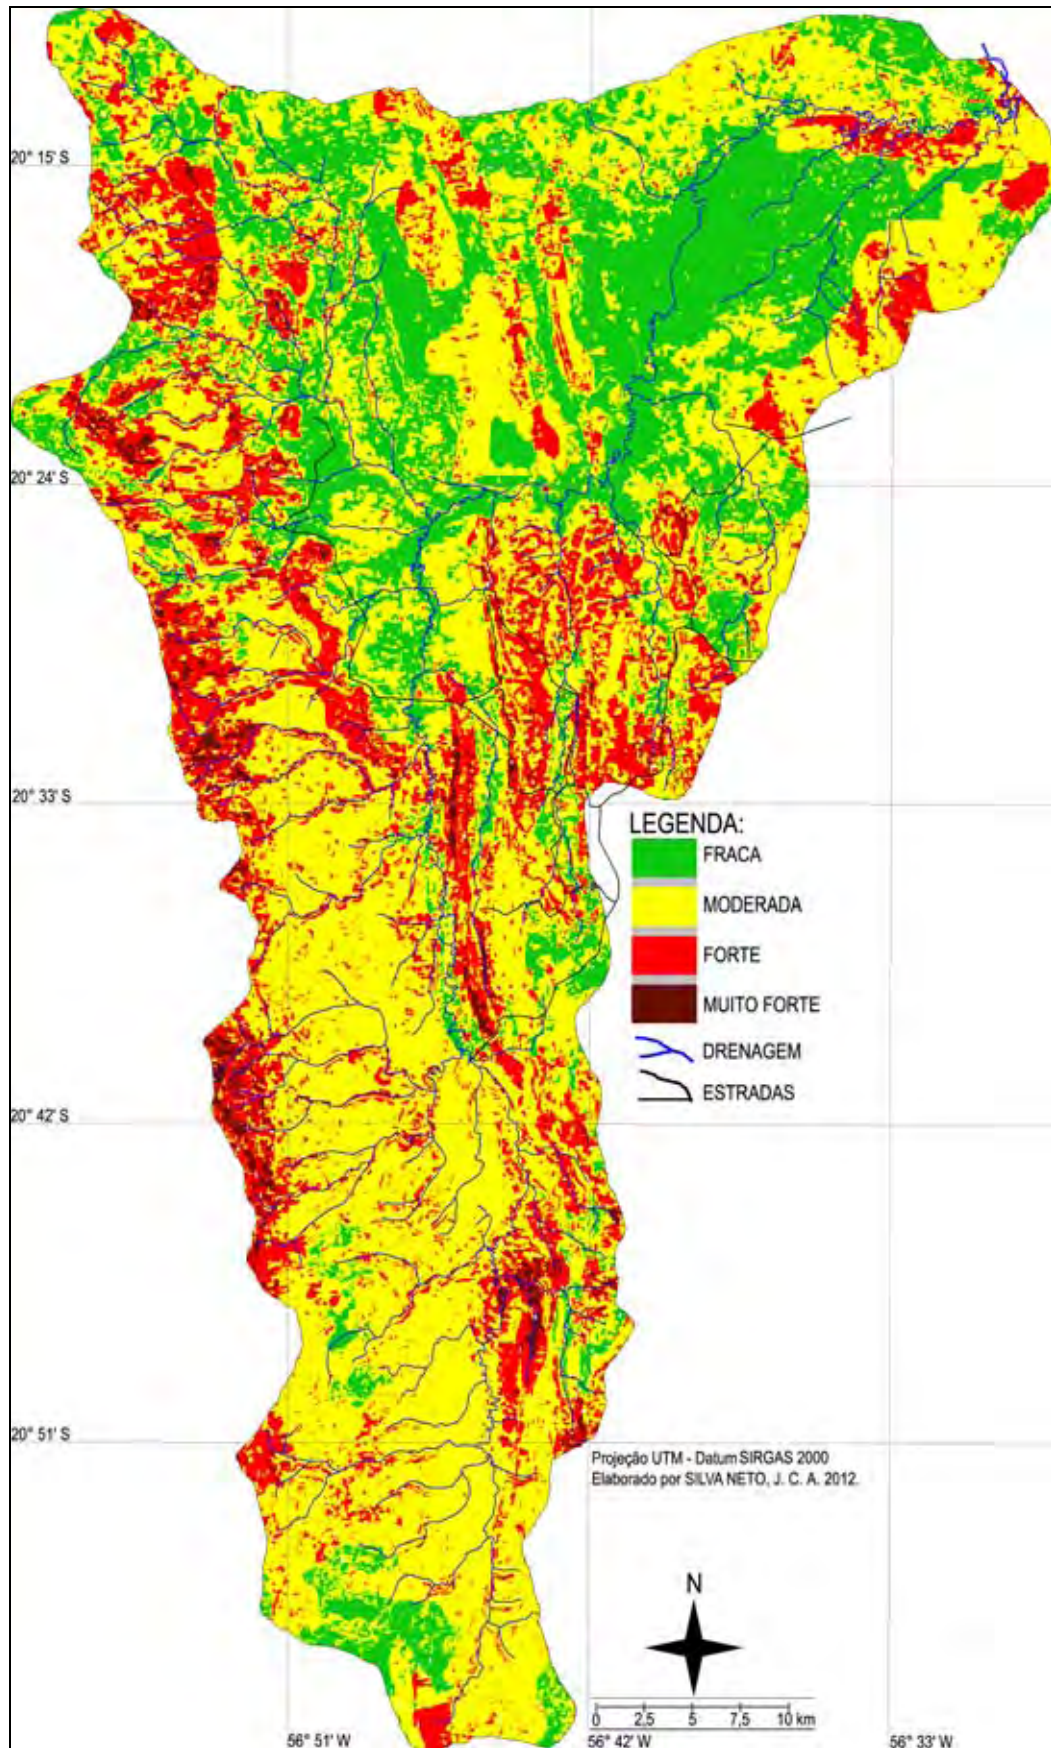 20° 15' S
20° 24' S
20° 33' S
LEGENDA:
FRACA
MODERADA
FORTE
MUITO FORTE
DRENAGEM
ESTRADAS
20° 42' S
20° 51' S
Projeção UTM - Datum SIRGAS 2000
Elaborado por SILVA NETO, J. C. A. 2012.
N
0 2,5 5 7,5 10 km
56° 51' W 56° 42' W 56° 33' W